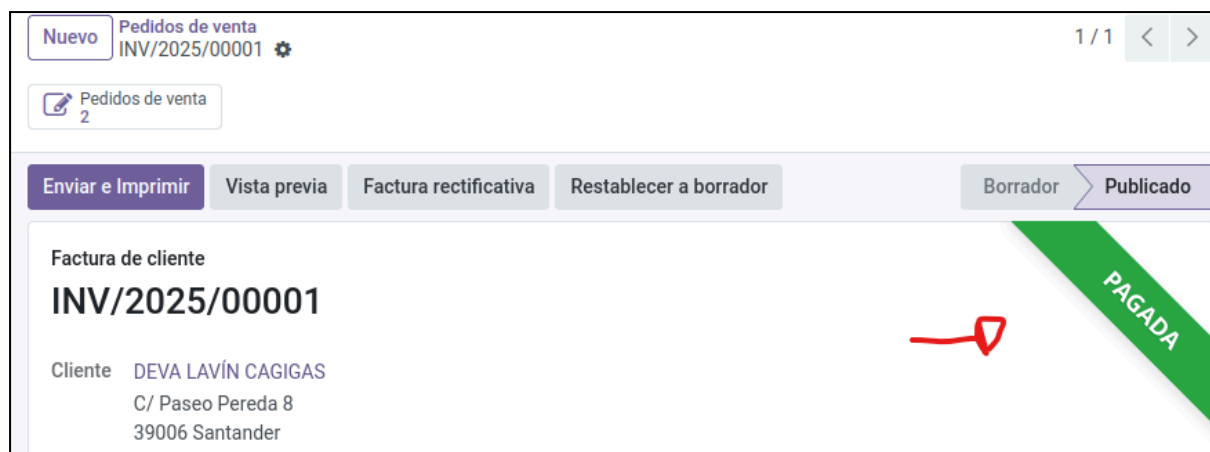 Nuevo
Pedidos de venta
INV/2025/00001
1 / 1
Pedidos de venta
2
Enviar e Imprimir
Vista previa
Factura rectificativa
Restablecer a borrador
Borrador
Publicado
Factura de cliente
INV/2025/00001
PAGADA
Cliente DEVA LAVÍN CAGIGAS
C/ Paseo Pereda 8
39006 Santander